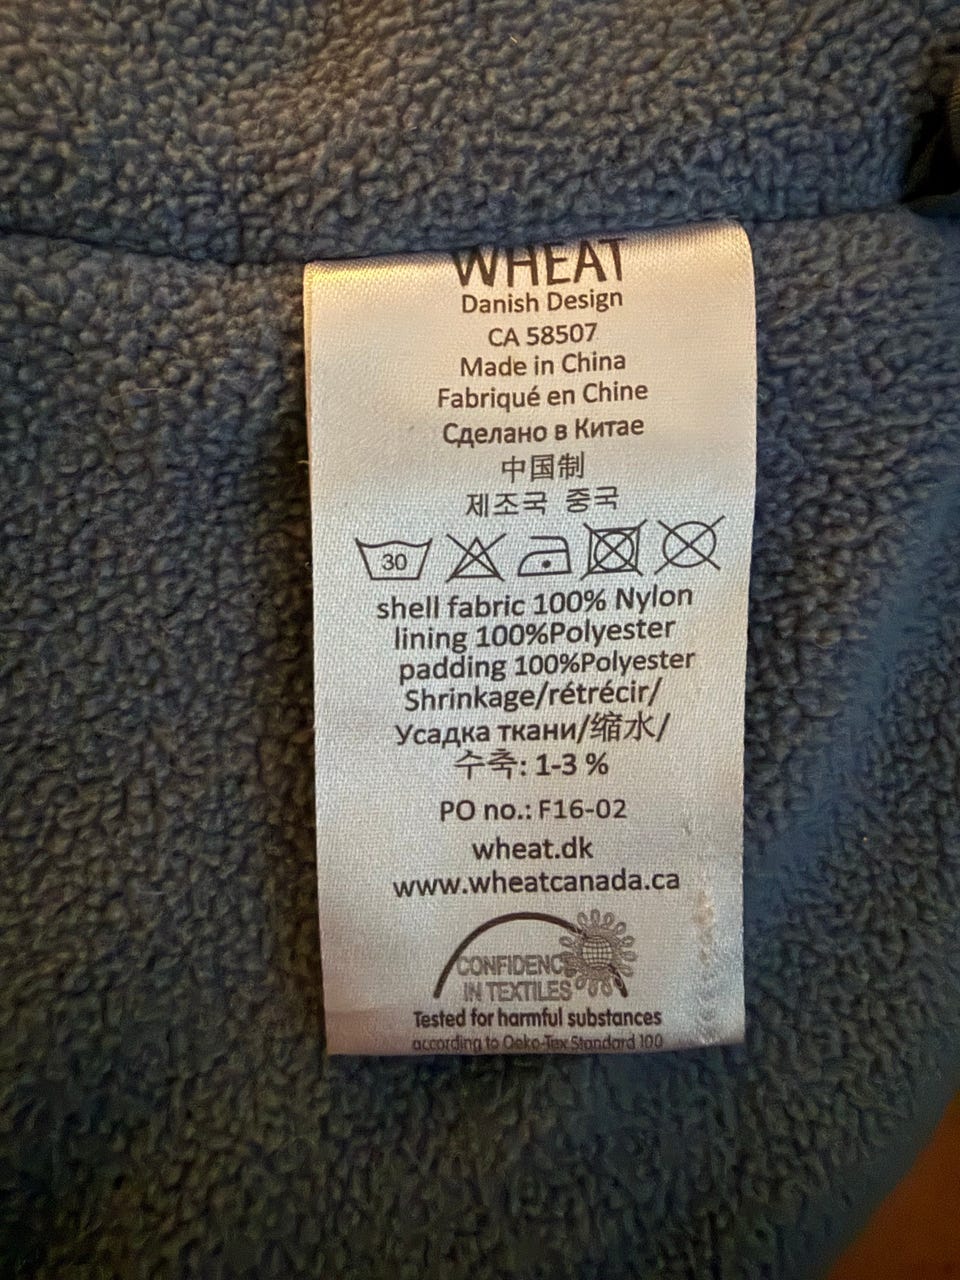 WHEAT
Danish Design
CA 58507
Made in China
Fabriqué en Chine
Сделано в Китае
中国制
제조국 중국
30
shell fabric 100% Nylon
lining 100%Polyester
padding 100%Polyester
Shrinkage/rétrécir/
Усадка ткани/缩水/
수축: 1-3 %
PO no.: F16-02
wheat.dk
www.wheatcanada.ca
CONFIDENCE
IN TEXTILES
Tested for harmful substances
according to Oeko-Tex Standard 100